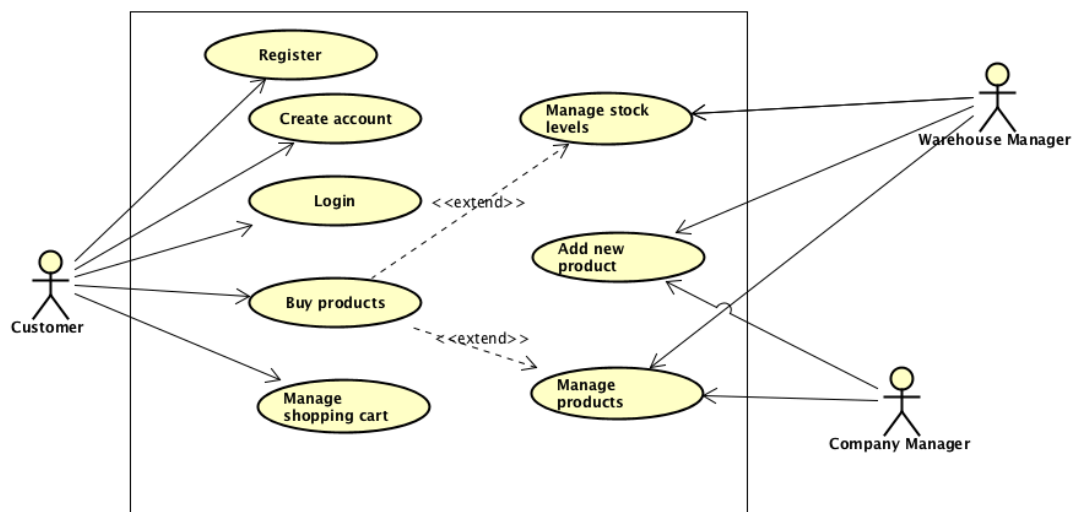 Register
Create account
Manage stock
levels
Warehouse Manager
Login
<<extend>>
Add new
product
Buy products
Customer
<<extend>>
Manage
shopping cart
Manage
products
Company Manager